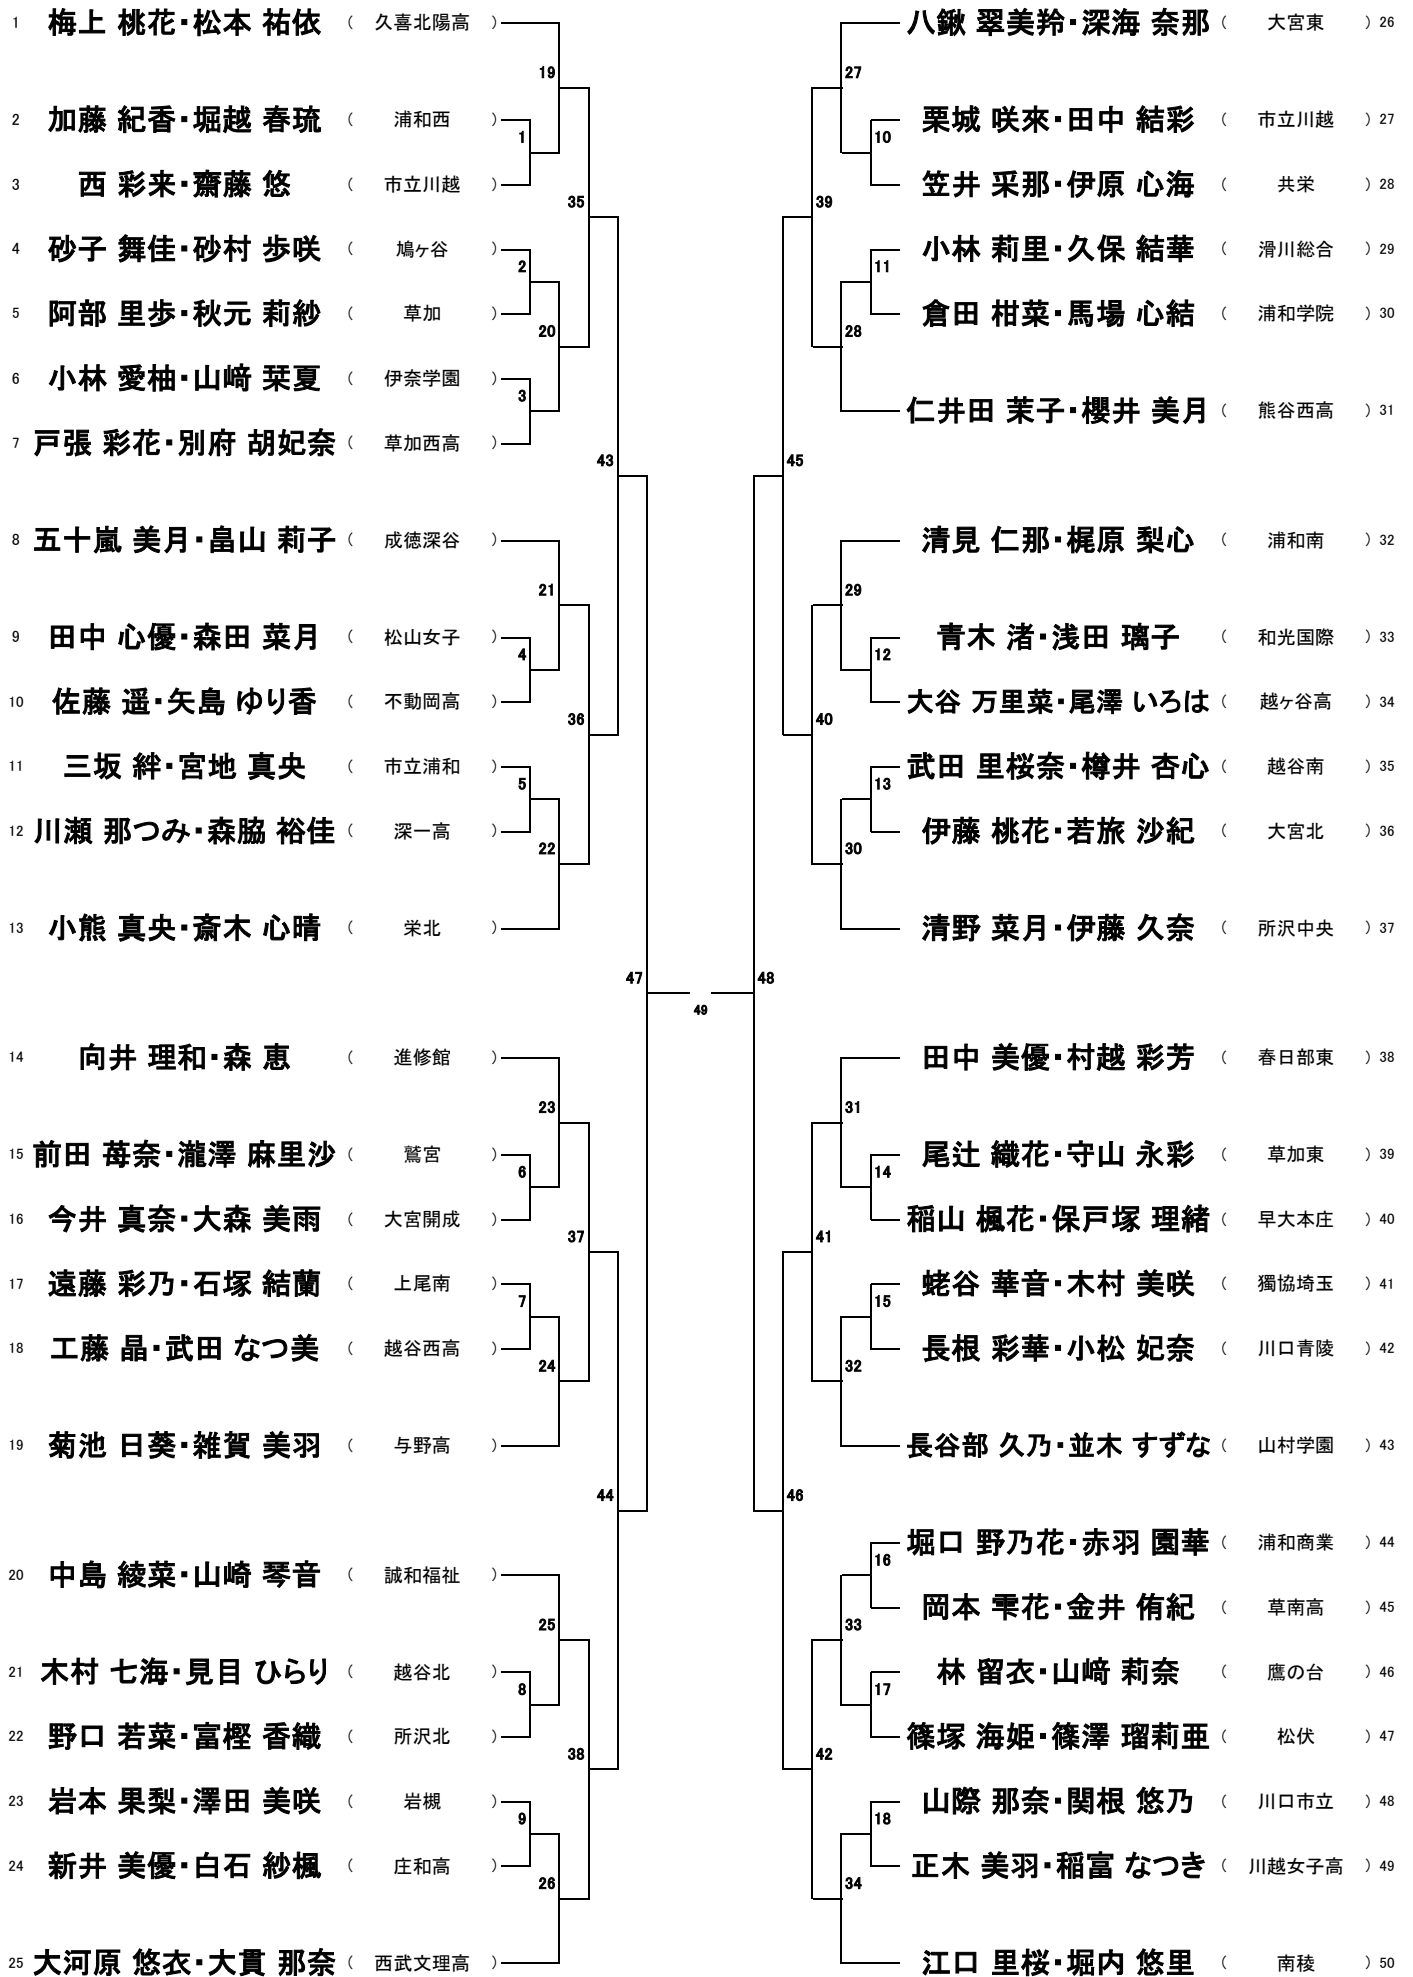 1 梅上 桃花・松本 祐依 （ 久喜北陽高 ）
19
2 加藤 紀香・堀越 春琉 （ 浦和西 ）
1
3 西 彩来・齋藤 悠 （ 市立川越 ）
35
4 砂子 舞佳・砂村 歩咲 （ 鳩ヶ谷 ）
2
5 阿部 里歩・秋元 莉紗 （ 草加 ）
20
6 小林 愛柚・山﨑 栞夏 （ 伊奈学園 ）
3
7 戸張 彩花・別府 胡妃奈 （ 草加西高 ）
43
8 五十嵐 美月・畠山 莉子 （ 成徳深谷 ）
21
9 田中 心優・森田 菜月 （ 松山女子 ）
4
10 佐藤 遥・矢島 ゆり香 （ 不動岡高 ）
36
11 三坂 絆・宮地 真央 （ 市立浦和 ）
5
12 川瀬 那つみ・森脇 裕佳 （ 深一高 ）
22
13 小熊 真央・斎木 心晴 （ 栄北 ）
47
14 向井 理和・森 恵 （ 進修館 ）
23
15 前田 苺奈・瀧澤 麻里沙 （ 鷲宮 ）
6
16 今井 真奈・大森 美雨 （ 大宮開成 ）
37
17 遠藤 彩乃・石塚 結蘭 （ 上尾南 ）
7
18 工藤 晶・武田 なつ美 （ 越谷西高 ）
24
19 菊池 日葵・雑賀 美羽 （ 与野高 ）
44
20 中島 綾菜・山崎 琴音 （ 誠和福祉 ）
25
21 木村 七海・見目 ひらり （ 越谷北 ）
8
22 野口 若菜・富樫 香織 （ 所沢北 ）
38
23 岩本 果梨・澤田 美咲 （ 岩槻 ）
9
24 新井 美優・白石 紗楓 （ 庄和高 ）
26
25 大河原 悠衣・大貫 那奈 （ 西武文理高 ）
49
八鍬 翠美羚・深海 奈那 （ 大宮東 ） 26
27
栗城 咲來・田中 結彩 （ 市立川越 ） 27
10
笠井 采那・伊原 心海 （ 共栄 ） 28
39
小林 莉里・久保 結華 （ 滑川総合 ） 29
11
倉田 柑菜・馬場 心結 （ 浦和学院 ） 30
28
仁井田 茉子・櫻井 美月 （ 熊谷西高 ） 31
45
清見 仁那・梶原 梨心 （ 浦和南 ） 32
29
青木 渚・浅田 璃子 （ 和光国際 ） 33
12
大谷 万里菜・尾澤 いろは （ 越ヶ谷高 ） 34
40
武田 里桜奈・樽井 杏心 （ 越谷南 ） 35
13
伊藤 桃花・若旅 沙紀 （ 大宮北 ） 36
30
清野 菜月・伊藤 久奈 （ 所沢中央 ） 37
48
田中 美優・村越 彩芳 （ 春日部東 ） 38
31
尾辻 織花・守山 永彩 （ 草加東 ） 39
14
稲山 楓花・保戸塚 理緒 （ 早大本庄 ） 40
41
蛯谷 華音・木村 美咲 （ 獨協埼玉 ） 41
15
長根 彩華・小松 妃奈 （ 川口青陵 ） 42
32
長谷部 久乃・並木 すずな （ 山村学園 ） 43
46
堀口 野乃花・赤羽 園華 （ 浦和商業 ） 44
16
岡本 雫花・金井 侑紀 （ 草南高 ） 45
33
林 留衣・山﨑 莉奈 （ 鷹の台 ） 46
17
篠塚 海姫・篠澤 瑠莉亜 （ 松伏 ） 47
42
山際 那奈・関根 悠乃 （ 川口市立 ） 48
18
正木 美羽・稲富 なつき （ 川越女子高 ） 49
34
江口 里桜・堀内 悠里 （ 南稜 ） 50